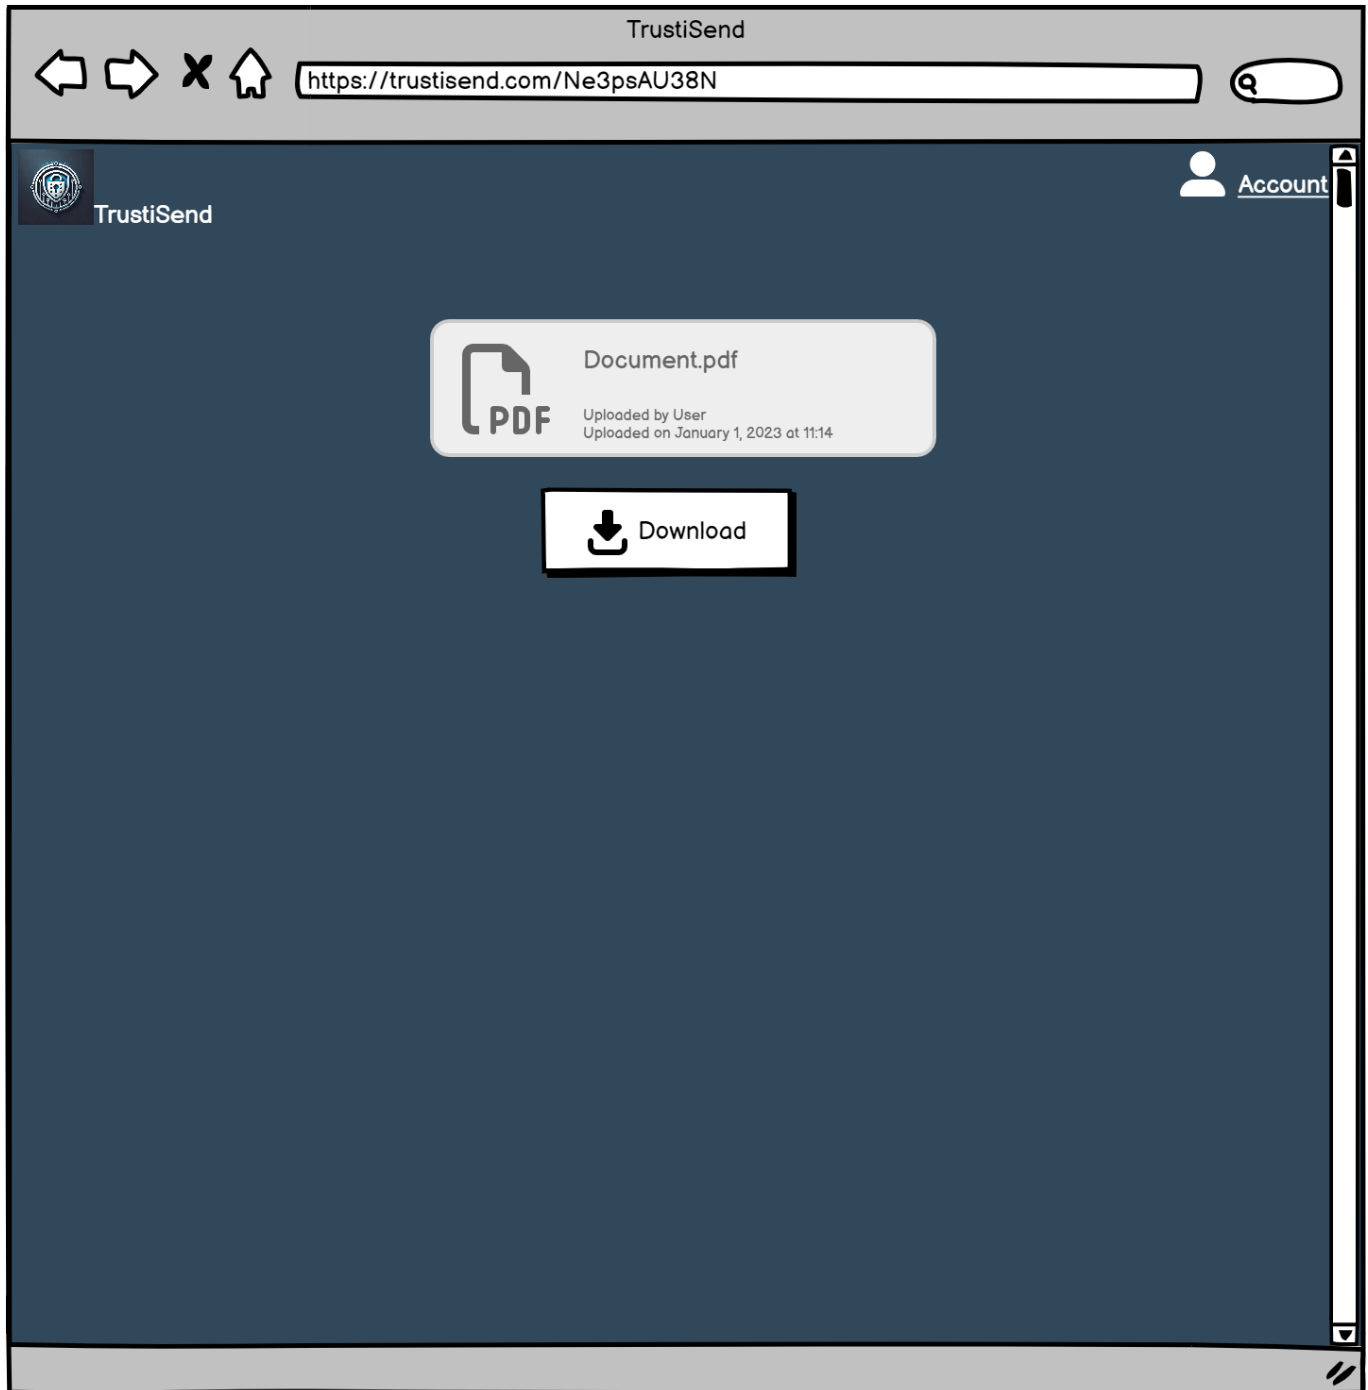 TrustiSend
https://trustisend.com/Ne3psAU38N
Account
TrustiSend
Document.pdf
PDF
Uploaded by User
Uploaded on January 1, 2023 at 11:14
Download